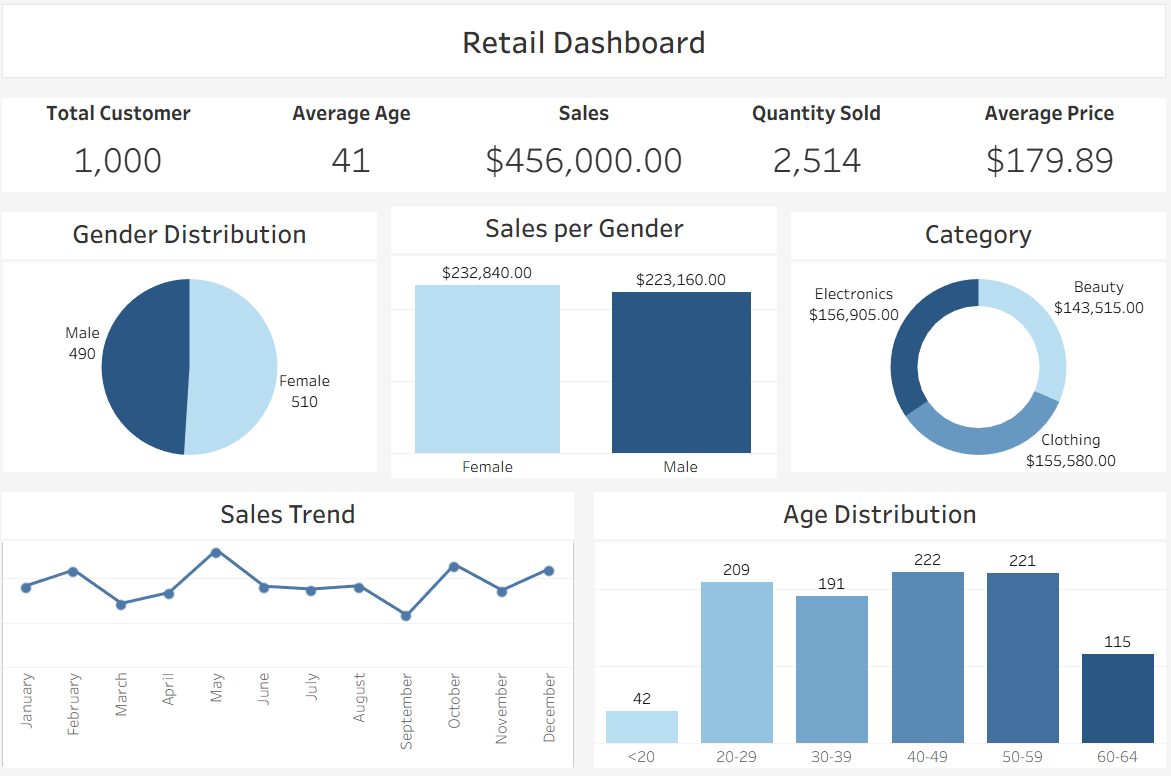 Retail Dashboard
Total Customer
1,000
Average Age
41
Sales
$456,000.00
Quantity Sold
2,514
Average Price
$179.89
Gender Distribution
Male
490
Female
510
Sales per Gender
$232,840.00
$223,160.00
Female
Male
Category
Electronics
$156,905.00
Beauty
$143,515.00
Clothing
$155,580.00
Sales Trend
January
February
March
April
May
June
July
August
September
October
November
December
Age Distribution
42
209
191
222
221
115
<20
20-29
30-39
40-49
50-59
60-64